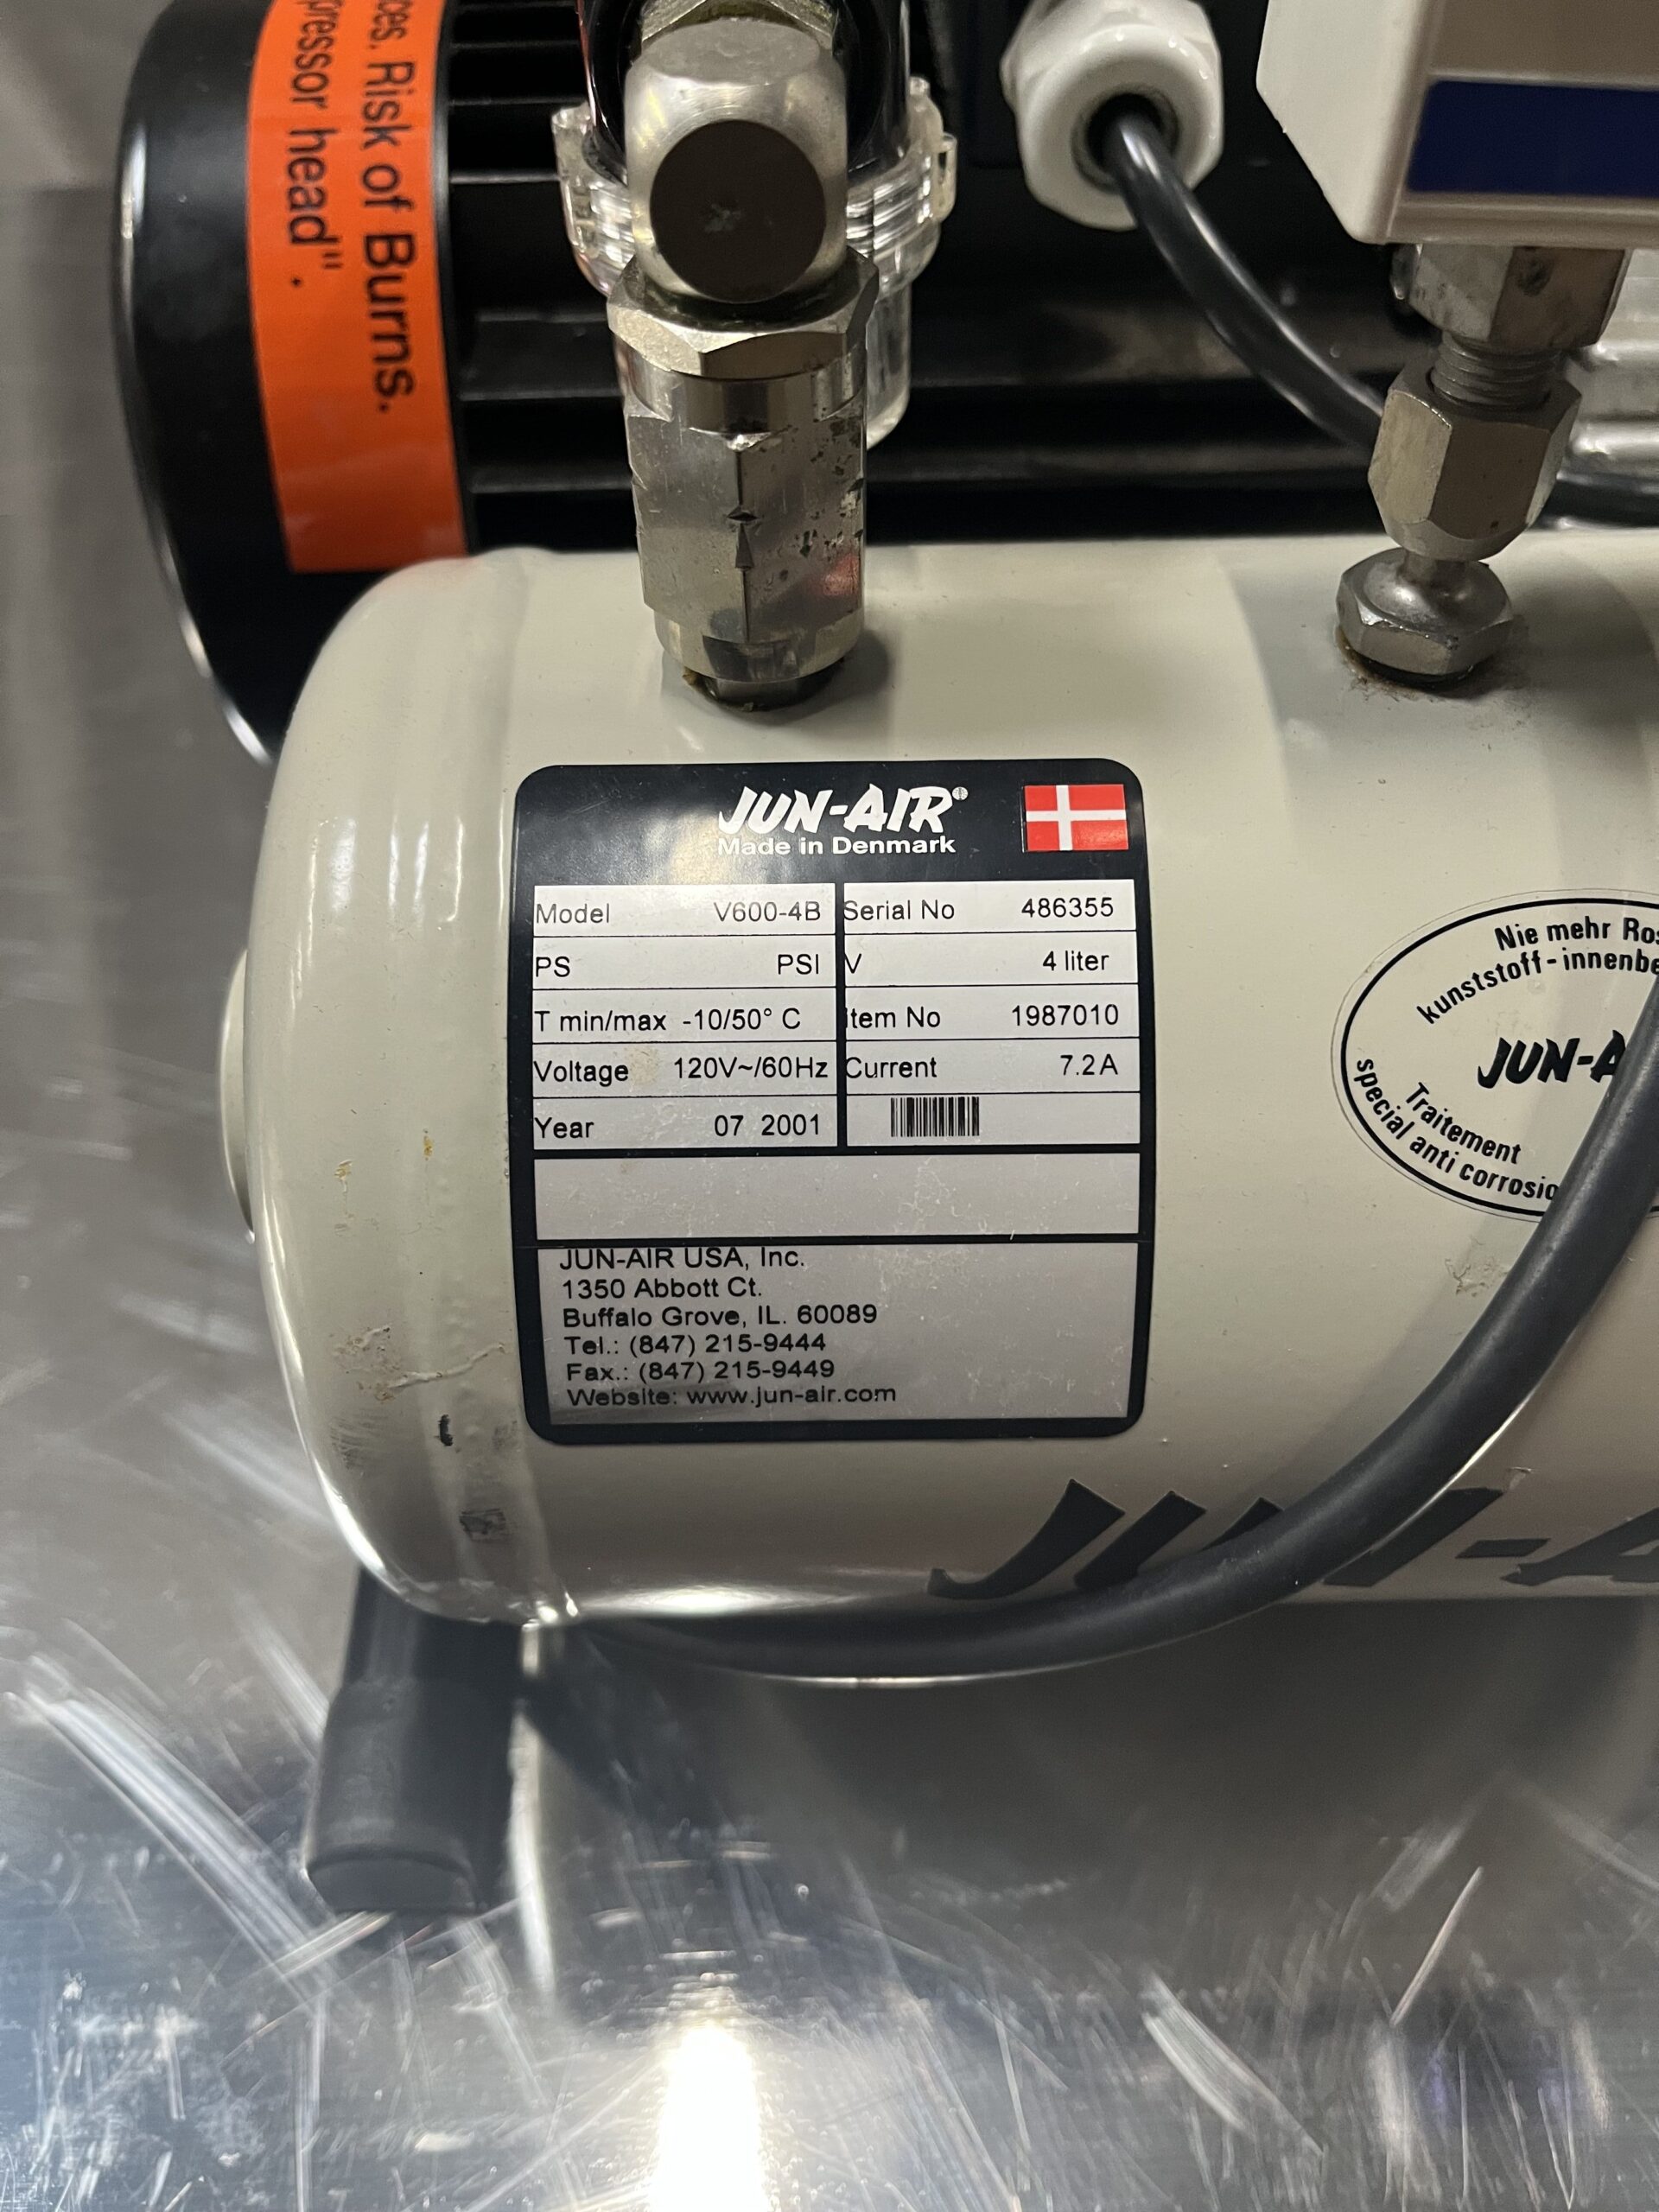 ces. Risk of Burns.
pressor head".
JUN-AIR®
Made in Denmark
Model V600-4B Serial No 486355
PS PSI V 4 liter
T min/max -10/50° C Item No 1987010
Voltage 120V~/60Hz Current 7.2A
Year 07 2001
JUN-AIR USA, Inc.
1350 Abbott Ct.
Buffalo Grove, IL. 60089
Tel.: (847) 215-9444
Fax.: (847) 215-9449
Website: www.jun-air.com
Nie mehr Ros
kunststoff-innenbe
JUN-A
Traitement
special anti corrosio
JUN-A